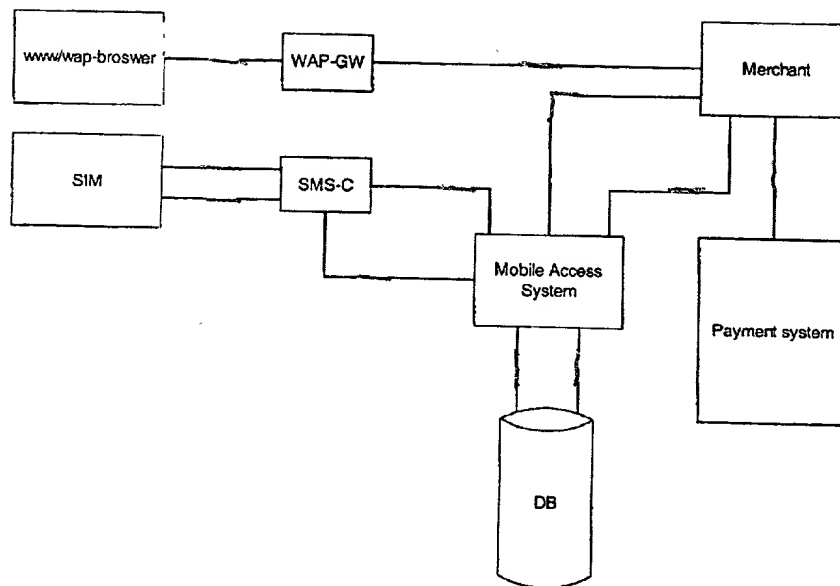 www/wap-broswer
WAP-GW
Merchant
SIM
SMS-C
Mobile Access
System
Payment system
DB